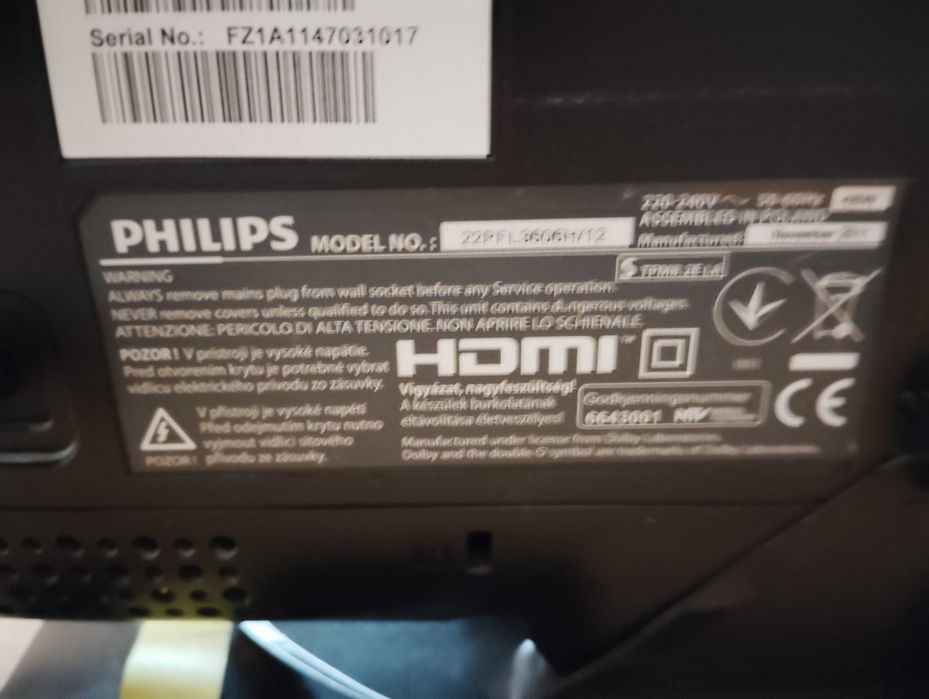 Serial No.: FZ1A1147031017
PHILIPS MODEL NO.: 22PFL3606H/12
220-240V ~ 50-60Hz
ASSEMBLED IN POLAND
Manufactured: November 2011
WARNING
ALWAYS remove mains plug from wall socket before any Service operation.
NEVER remove covers unless qualified to do so. This unit contains dangerous voltages.
ATTENZIONE: PERICOLO DI ALTA TENSIONE. NON APRIRE LO SCHIENALE.
POZOR! V prístroji je vysoké napätie.
Pred otvorením krytu je potrebné vybrať
vidlicu elektrického prívodu zo zásuvky.
V přístroji je vysoké napětí
Před odejmutím krytu nutno
vyjmout vidlici síťového
přívodu ze zásuvky.
POZOR!
HDMI™
Vigyázat, nagyfeszültség!
A készülék burkolatának
eltávolítása életveszélyes!
Godkjenningsnummer
6643001
CE
Manufactured under license from Dolby Laboratories.
Dolby and the double-D symbol are trademarks of Dolby Laboratories.